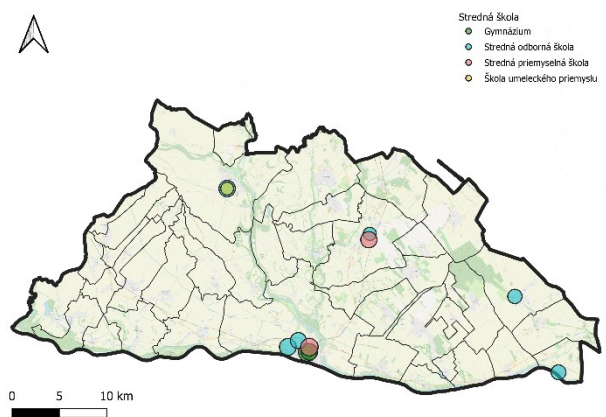 Stredná škola
Gymnázium
Stredná odborná škola
Stredná priemyselná škola
Škola umeleckého priemyslu
0 5 10 km